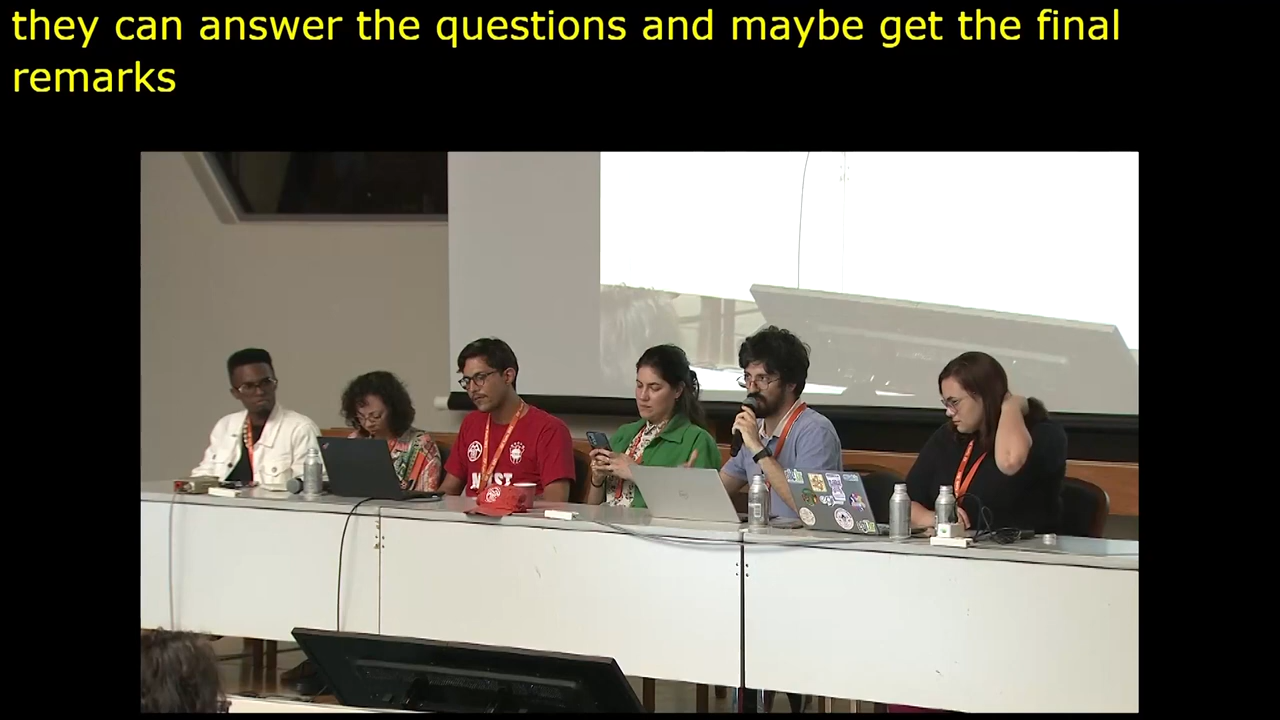 they can answer the questions and maybe get the final
remarks